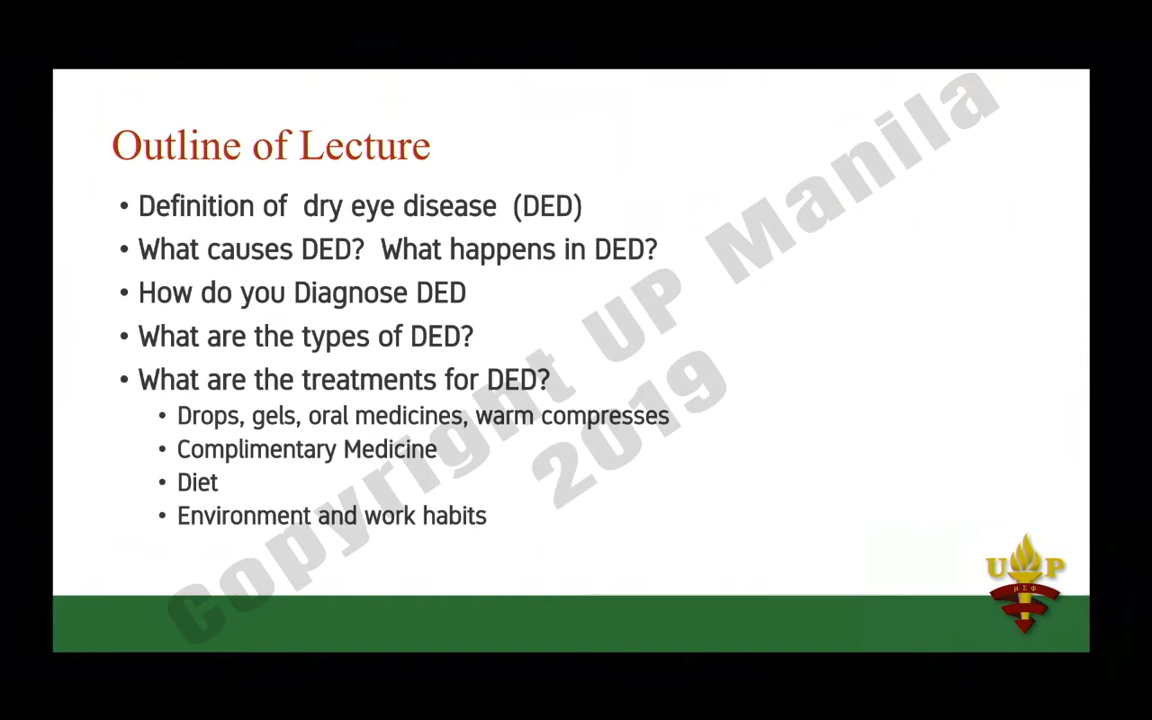 Outline of Lecture
• Definition of dry eye disease (DED)
• What causes DED? What happens in DED?
• How do you Diagnose DED
• What are the types of DED?
• What are the treatments for DED?
• Drops, gels, oral medicines, warm compresses
• Complimentary Medicine
• Diet
• Environment and work habits
Copyright UP Manila
2019
U P
μ Σ Φ